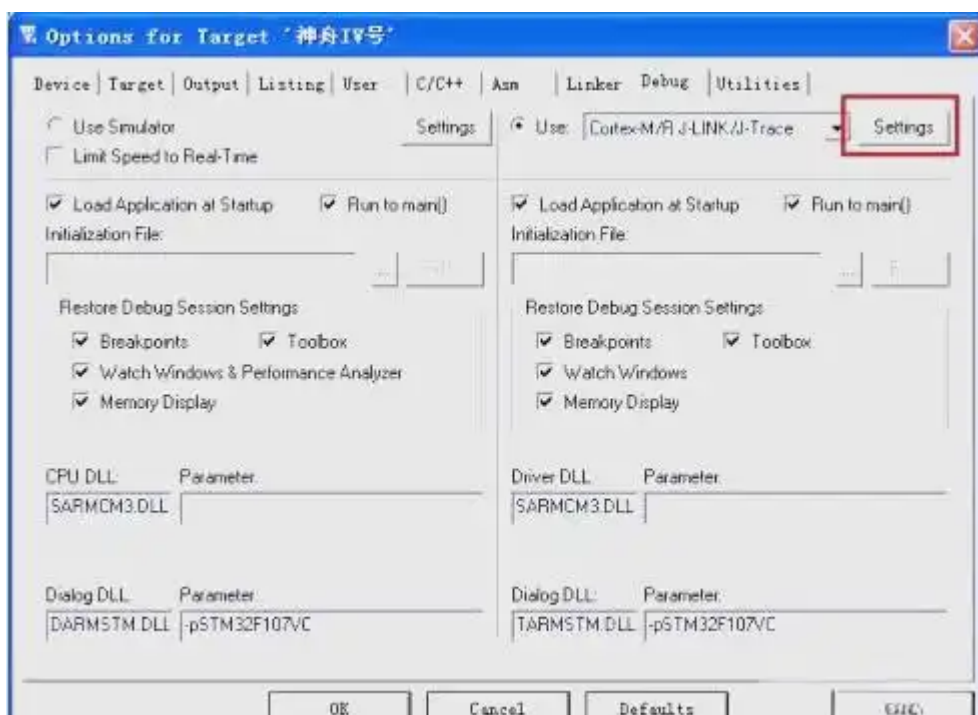 Options for Target '神舟IV号'
Device Target Output Listing User C/C++ Asm Linker Debug Utilities
Use Simulator Settings
Limit Speed to Real-Time
Use: Cortex-M/R J-LINK/J-Trace Settings
Load Application at Startup Run to main()
Initialization File:
...
Restore Debug Session Settings
Breakpoints Toolbox
Watch Windows & Performance Analyzer
Memory Display
Load Application at Startup Run to main()
Initialization File:
...
Restore Debug Session Settings
Breakpoints Toolbox
Watch Windows
Memory Display
CPU DLL: Parameter:
SARMCM3.DLL
Driver DLL: Parameter:
SARMCM3.DLL
Dialog DLL: Parameter:
DARMSTM.DLL -pSTM32F107VC
Dialog DLL: Parameter:
TARMSTM.DLL -pSTM32F107VC
OK Cancel Defaults